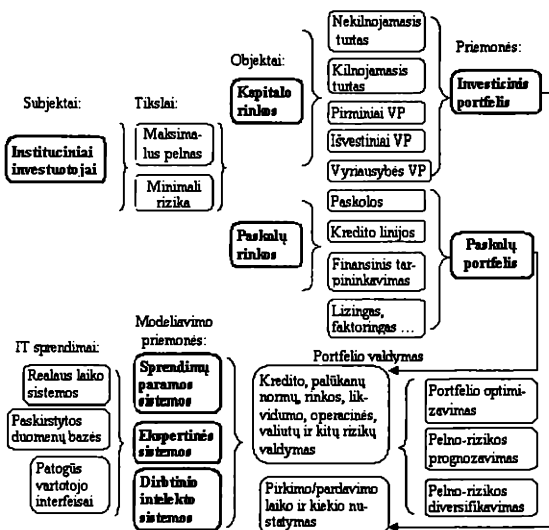 Subjektai:
Instituciniai
investuotojai
Tikslai:
Maksima-
lus pelnas
Minimali
rizika
Objektai:
Kapitalo
rinkos
Paskolų
rinkos
Nekilnojamasis
turtas
Kilnojamasis
turtas
Pirminiai VP
Išvestiniai VP
Vyriausybės VP
Paskolos
Kredito linijos
Finansinis tar-
pininkavimas
Lizingas,
faktoringas ...
Priemonės:
Investicinis
portfelis
Paskolų
portfelis
IT sprendimai:
Realaus laiko
sistemos
Paskirstytos
duomenų bazės
Patogūs
vartotojo
interfeisai
Modeliavimo
priemonės:
Sprendimų
paramos
sistemos
Ekspertinės
sistemos
Dirbtinio
intelekto
sistemos
Portfelio valdymas
Kredito, palūkanų
normų, rinkos, lik-
vidumo, operacinės,
valiutų ir kitų rizikų
valdymas
Pirkimo/pardavimo
laiko ir kiekio nu-
statymas
Portfelio optimi-
zavimas
Pelno-rizikos
prognozavimas
Pelno-rizikos
diversifikavimas